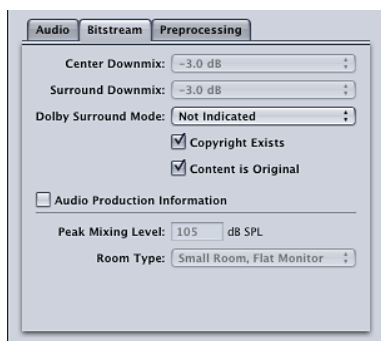 Audio Bitstream Preprocessing
Center Downmix: -3.0 dB
Surround Downmix: -3.0 dB
Dolby Surround Mode: Not Indicated
Copyright Exists
Content is Original
Audio Production Information
Peak Mixing Level: 105 dB SPL
Room Type: Small Room, Flat Monitor